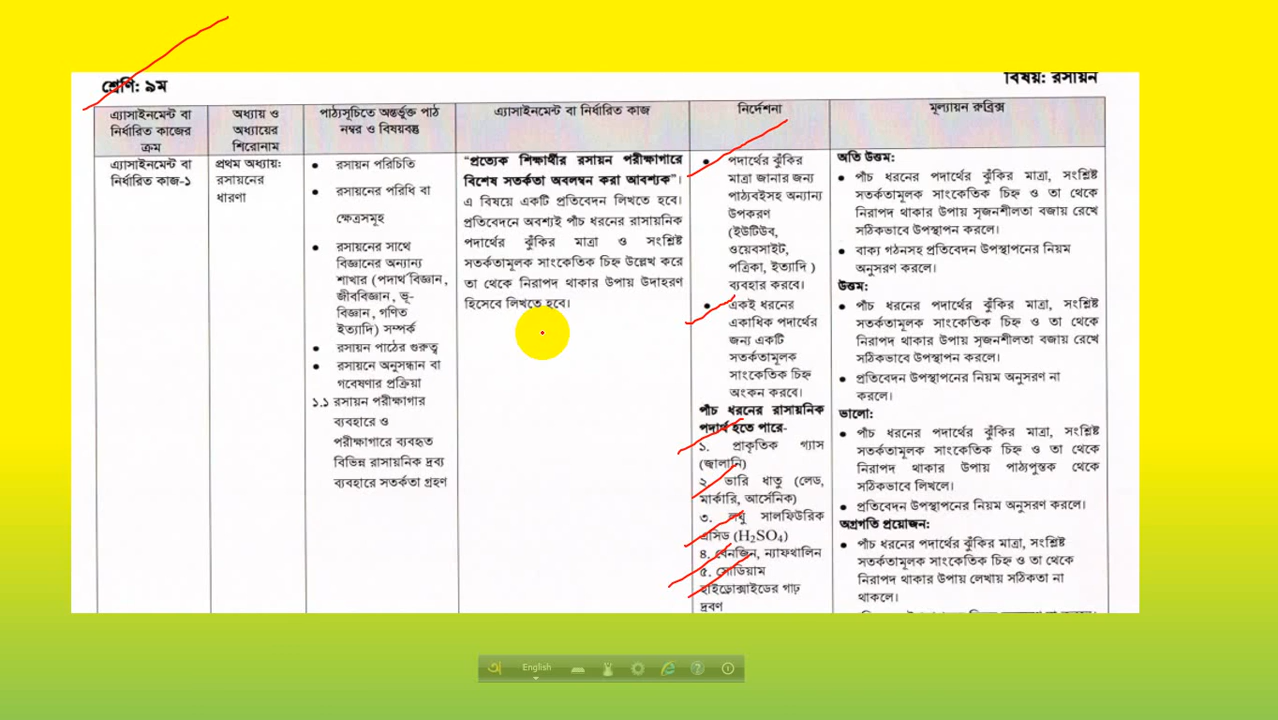 শ্রেণি: ৯ম
বিষয়: রসায়ন
এ্যাসাইনমেন্ট বা
নির্ধারিত কাজের
ক্রম
অধ্যায় ও
অধ্যায়ের
শিরোনাম
পাঠ্যসূচিতে অন্তর্ভুক্ত পাঠ
নম্বর ও বিষয়বস্তু
এ্যাসাইনমেন্ট বা নির্ধারিত কাজ
নির্দেশনা
মূল্যায়ন রুব্রিক্স
এ্যাসাইনমেন্ট বা
নির্ধারিত কাজ-১
প্রথম অধ্যায়:
রসায়নের
ধারণা
• রসায়ন পরিচিতি
• রসায়নের পরিধি বা
ক্ষেত্রসমূহ
• রসায়নের সাথে
বিজ্ঞানের অন্যান্য
শাখার (পদার্থবিজ্ঞান,
জীববিজ্ঞান, ভূ-
বিজ্ঞান, গণিত
ইত্যাদি) সম্পর্ক
• রসায়ন পাঠের গুরুত্ব
• রসায়নে অনুসন্ধান বা
গবেষণার প্রক্রিয়া
১.১ রসায়ন পরীক্ষাগার
ব্যবহারে ও
পরীক্ষাগারে ব্যবহৃত
বিভিন্ন রাসায়নিক দ্রব্য
ব্যবহারে সতর্কতা গ্রহণ
“প্রত্যেক শিক্ষার্থীর রসায়ন পরীক্ষাগারে
বিশেষ সতর্কতা অবলম্বন করা আবশ্যক”।
এ বিষয়ে একটি প্রতিবেদন লিখতে হবে।
প্রতিবেদনে অবশ্যই পাঁচ ধরনের রাসায়নিক
পদার্থের ঝুঁকির মাত্রা ও সংশ্লিষ্ট
সতর্কতামূলক সাংকেতিক চিহ্ন উল্লেখ করে
তা থেকে নিরাপদ থাকার উপায় উদাহরণ
হিসেবে লিখতে হবে।
• পদার্থের ঝুঁকির
মাত্রা জানার জন্য
পাঠ্যবইসহ অন্যান্য
উপকরণ
(ইউটিউব,
ওয়েবসাইট,
পত্রিকা, ইত্যাদি )
ব্যবহার করবে।
• একই ধরনের
একাধিক পদার্থের
জন্য একটি
সতর্কতামূলক
সাংকেতিক চিহ্ন
অংকন করবে।
পাঁচ ধরনের রাসায়নিক
পদার্থ হতে পারে-
১. প্রাকৃতিক গ্যাস
(জ্বালানি)
২. ভারি ধাতু (লেড,
মার্কারি, আর্সেনিক)
৩. লঘু সালফিউরিক
এসিড (H₂SO₄)
৪. বেনজিন, ন্যাফথালিন
৫. সোডিয়াম
হাইড্রোক্সাইডের গাঢ়
দ্রবণ
অতি উত্তম:
• পাঁচ ধরনের পদার্থের ঝুঁকির মাত্রা, সংশ্লিষ্ট
সতর্কতামূলক সাংকেতিক চিহ্ন ও তা থেকে
নিরাপদ থাকার উপায় সৃজনশীলতা বজায় রেখে
সঠিকভাবে উপস্থাপন করলে।
• বাক্য গঠনসহ প্রতিবেদন উপস্থাপনের নিয়ম
অনুসরণ করলে।
উত্তম:
• পাঁচ ধরনের পদার্থের ঝুঁকির মাত্রা, সংশ্লিষ্ট
সতর্কতামূলক সাংকেতিক চিহ্ন ও তা থেকে
নিরাপদ থাকার উপায় সৃজনশীলতা বজায় রেখে
সঠিকভাবে উপস্থাপন করলে।
• প্রতিবেদন উপস্থাপনের নিয়ম অনুসরণ না
করলে।
ভালো:
• পাঁচ ধরনের পদার্থের ঝুঁকির মাত্রা, সংশ্লিষ্ট
সতর্কতামূলক সাংকেতিক চিহ্ন ও তা থেকে
নিরাপদ থাকার উপায় পাঠ্যপুস্তক থেকে
সঠিকভাবে লিখলে।
• প্রতিবেদন উপস্থাপনের নিয়ম অনুসরণ করলে।
অগ্রগতি প্রয়োজন:
• পাঁচ ধরনের পদার্থের ঝুঁকির মাত্রা, সংশ্লিষ্ট
সতর্কতামূলক সাংকেতিক চিহ্ন ও তা থেকে
নিরাপদ থাকার উপায় লেখায় সঠিকতা না
থাকলে।
অ English